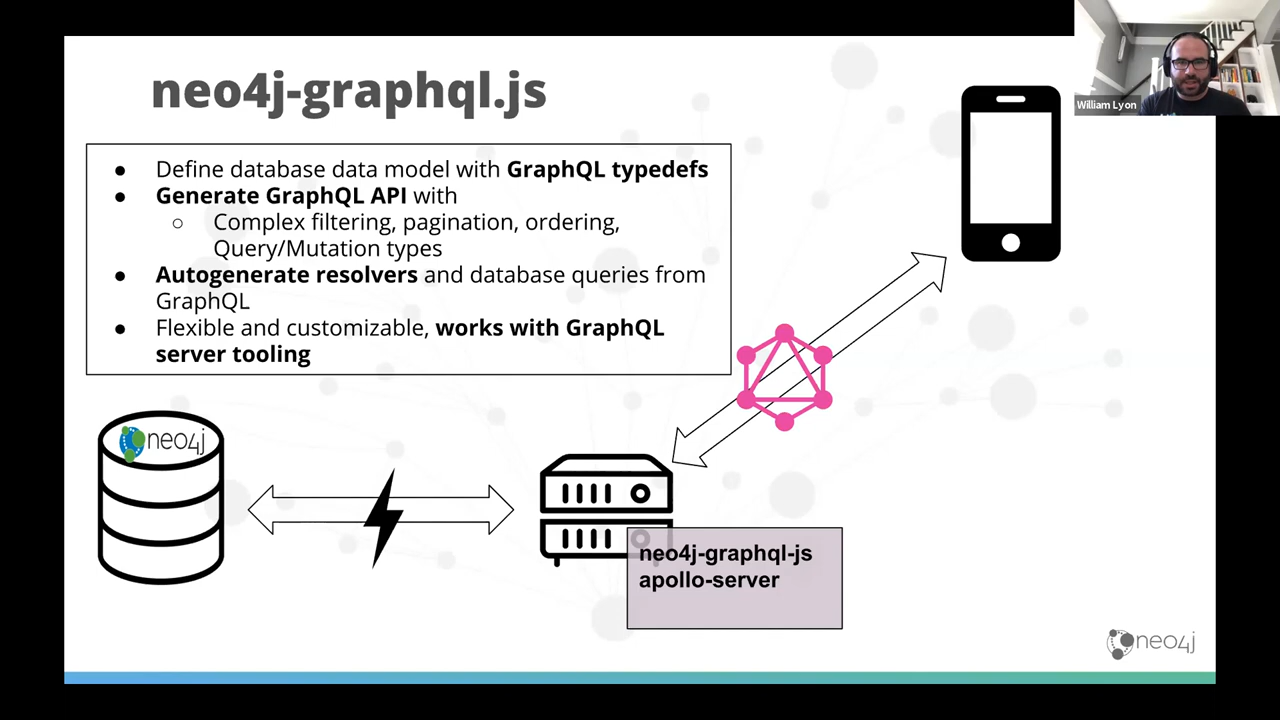 neo4j-graphql.js
William Lyon
● Define database data model with GraphQL typedefs
● Generate GraphQL API with
○ Complex filtering, pagination, ordering,
Query/Mutation types
● Autogenerate resolvers and database queries from
GraphQL
● Flexible and customizable, works with GraphQL
server tooling
neo4j
neo4j-graphql-js
apollo-server
neo4j